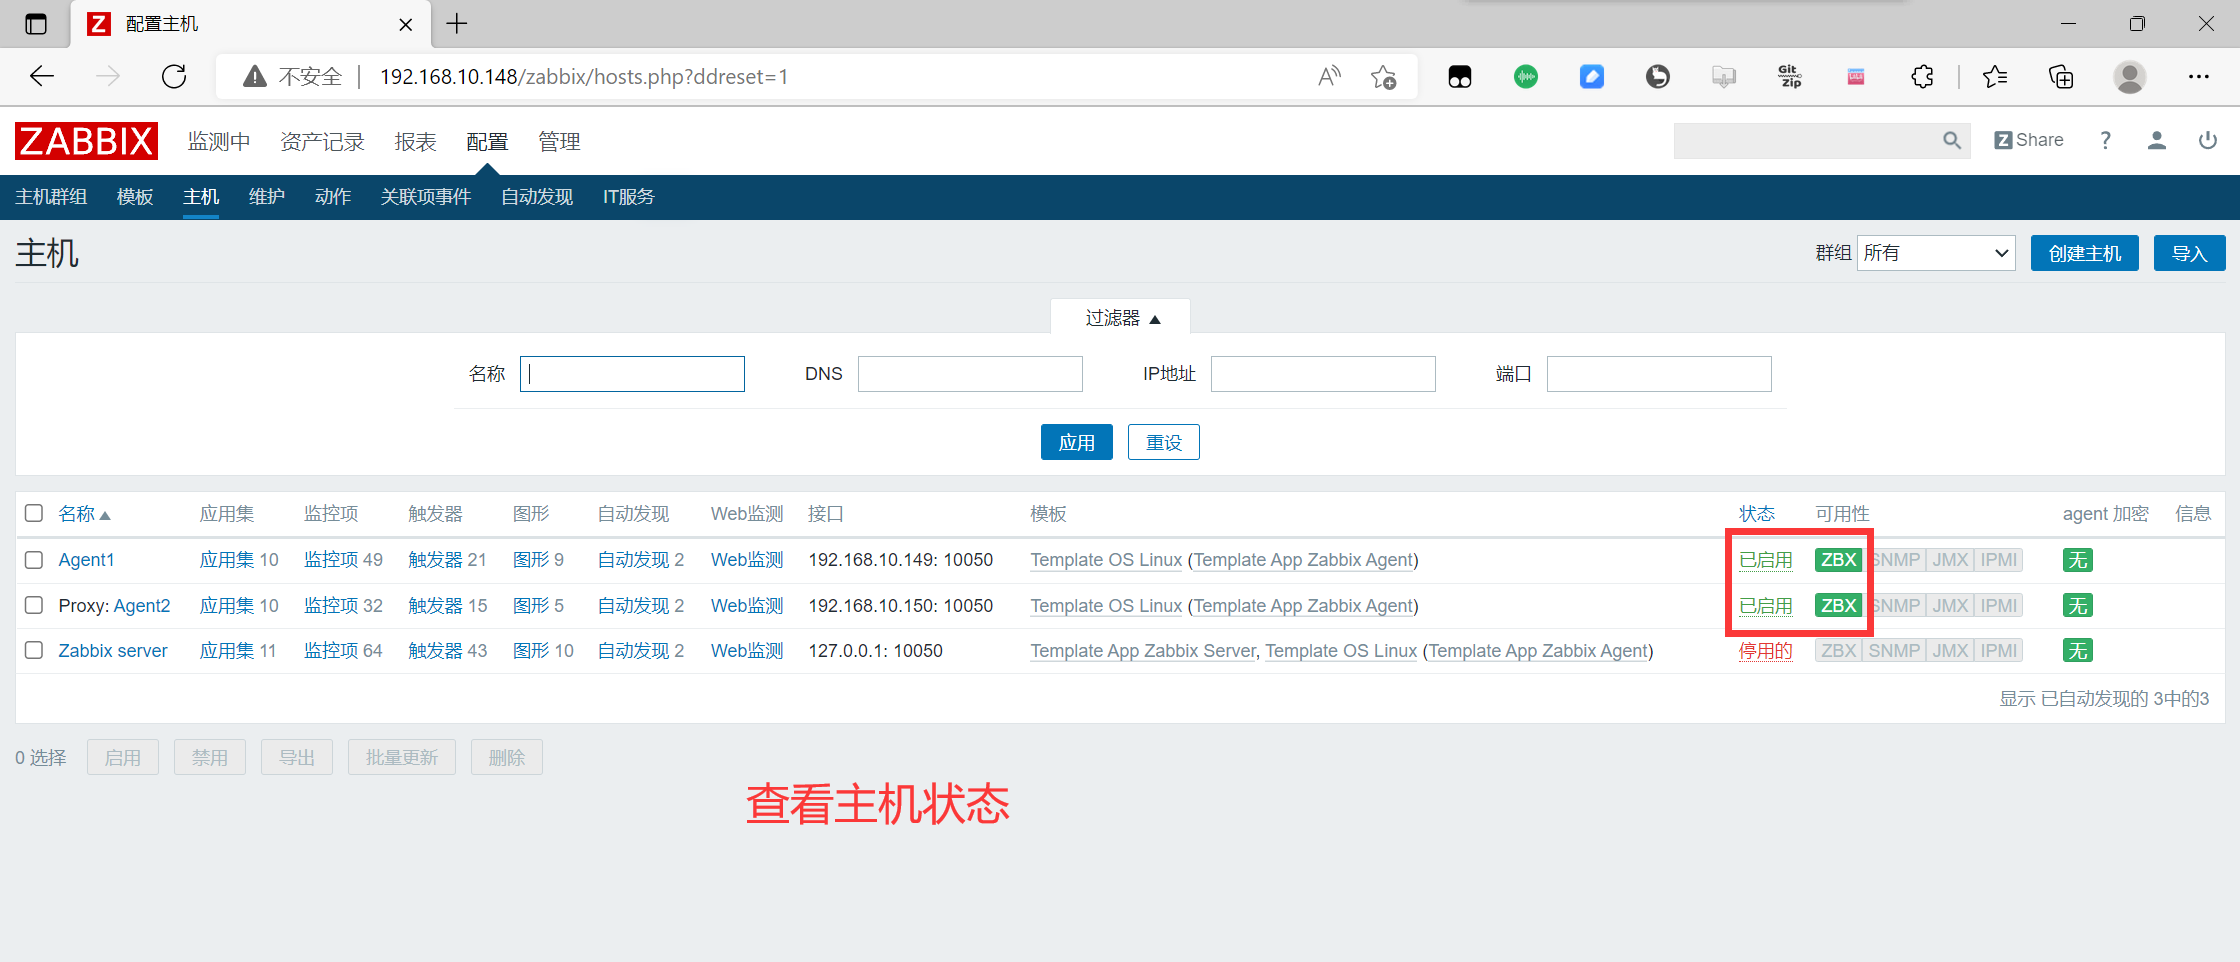 配置主机
不安全 192.168.10.148/zabbix/hosts.php?ddreset=1
Git Zip
ZABBIX 监测中 资产记录 报表 配置 管理 Z Share ?
主机群组 模板 主机 维护 动作 关联项事件 自动发现 IT服务
主机 群组 所有 创建主机 导入
过滤器 ▲
名称 DNS IP地址 端口
应用 重设
名称 ▲ 应用集 监控项 触发器 图形 自动发现 Web监测 接口 模板 状态 可用性 agent 加密 信息
Agent1 应用集 10 监控项 49 触发器 21 图形 9 自动发现 2 Web监测 192.168.10.149: 10050 Template OS Linux (Template App Zabbix Agent) 已启用 ZBX SNMP JMX IPMI 无
Proxy: Agent2 应用集 10 监控项 32 触发器 15 图形 5 自动发现 2 Web监测 192.168.10.150: 10050 Template OS Linux (Template App Zabbix Agent) 已启用 ZBX SNMP JMX IPMI 无
Zabbix server 应用集 11 监控项 64 触发器 43 图形 10 自动发现 2 Web监测 127.0.0.1: 10050 Template App Zabbix Server, Template OS Linux (Template App Zabbix Agent) 停用的 ZBX SNMP JMX IPMI 无
显示 已自动发现的 3中的3
0 选择 启用 禁用 导出 批量更新 删除
查看主机状态